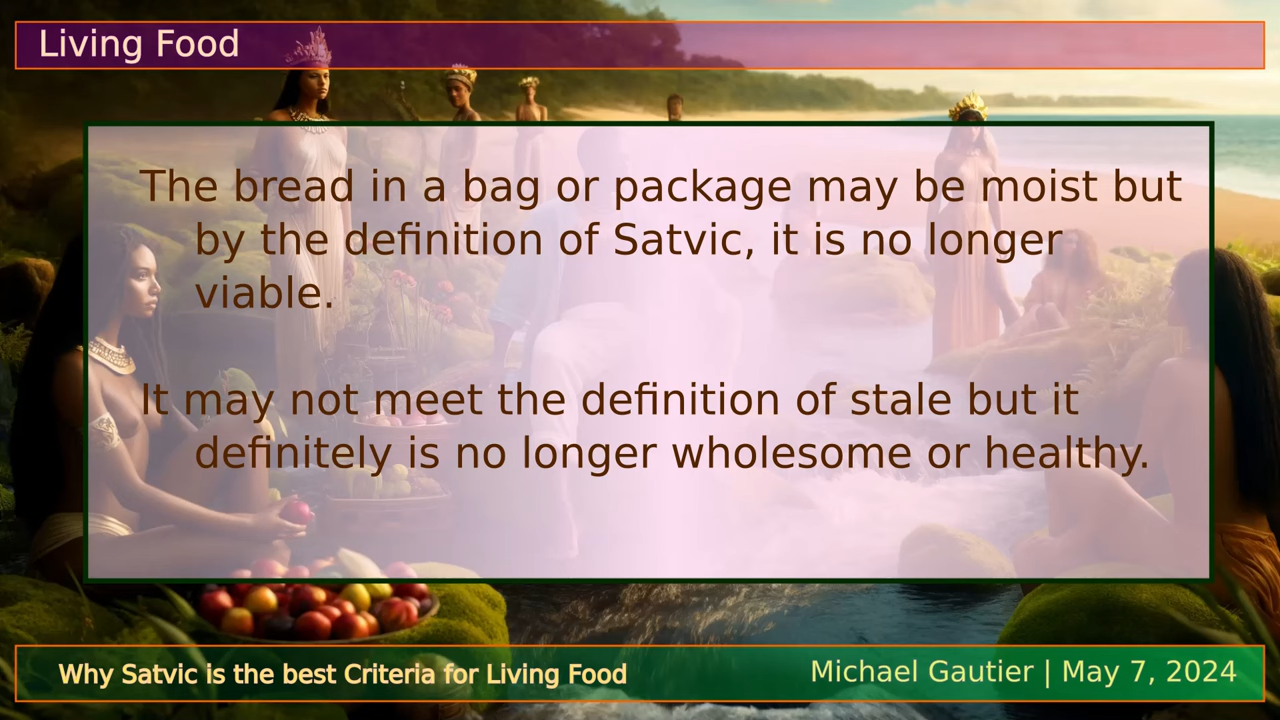 Living Food
The bread in a bag or package may be moist but
by the definition of Satvic, it is no longer
viable.
It may not meet the definition of stale but it
definitely is no longer wholesome or healthy.
Why Satvic is the best Criteria for Living Food
Michael Gautier | May 7, 2024